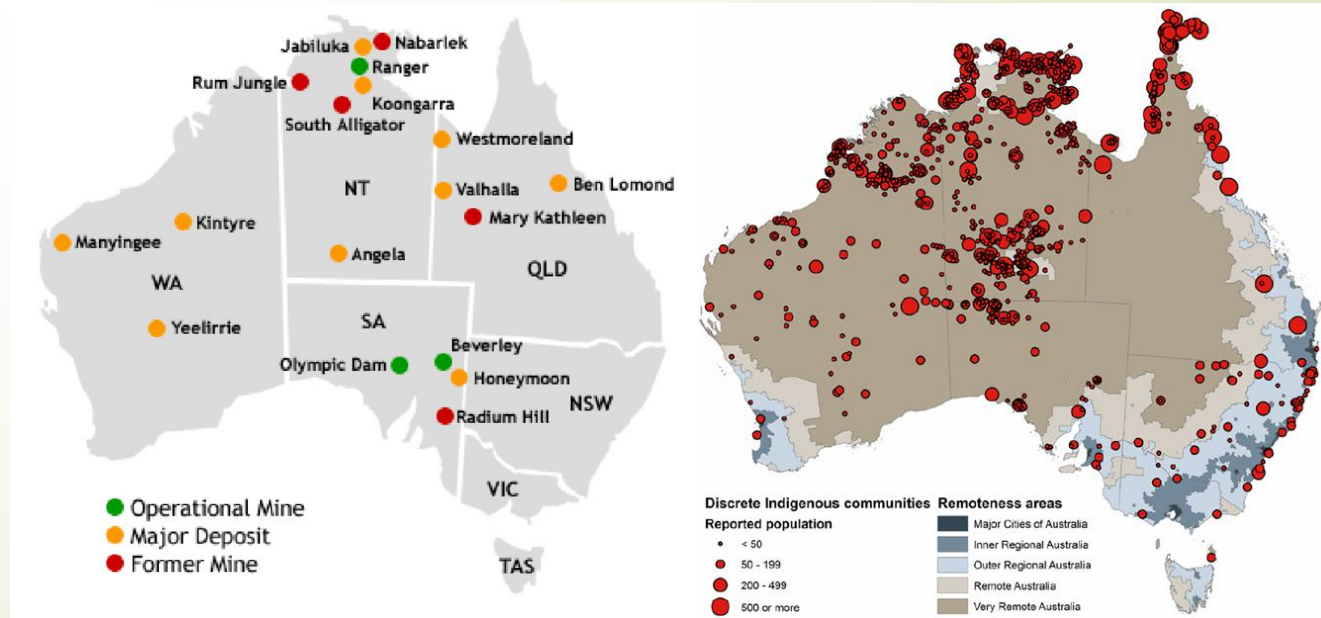 Jabiluka
Nabarlek
Ranger
Rum Jungle
Koongarra
South Alligator
Westmoreland
NT
Valhalla
Ben Lomond
Mary Kathleen
Kintyre
Manyingee
Angela
QLD
WA
Yeelirrie
SA
Beverley
Olympic Dam
Honeymoon
NSW
Radium Hill
VIC
TAS
Operational Mine
Major Deposit
Former Mine
Discrete Indigenous communities
Reported population
< 50
50 - 199
200 - 499
500 or more
Remoteness areas
Major Cities of Australia
Inner Regional Australia
Outer Regional Australia
Remote Australia
Very Remote Australia